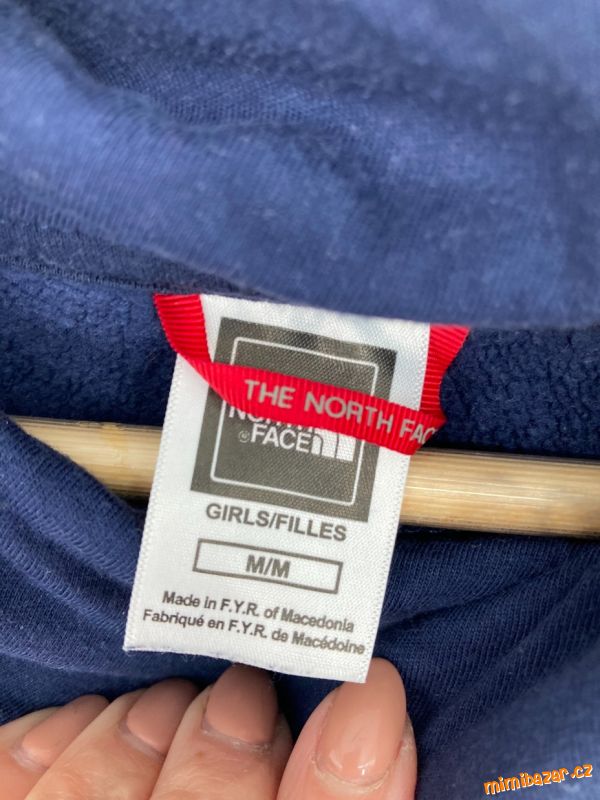 THE NORTH FAC
FACE
GIRLS/FILLES
M/M
Made in F.Y.R. of Macedonia
Fabriqué en F.Y.R. de Macédoine
mimibazar.cz